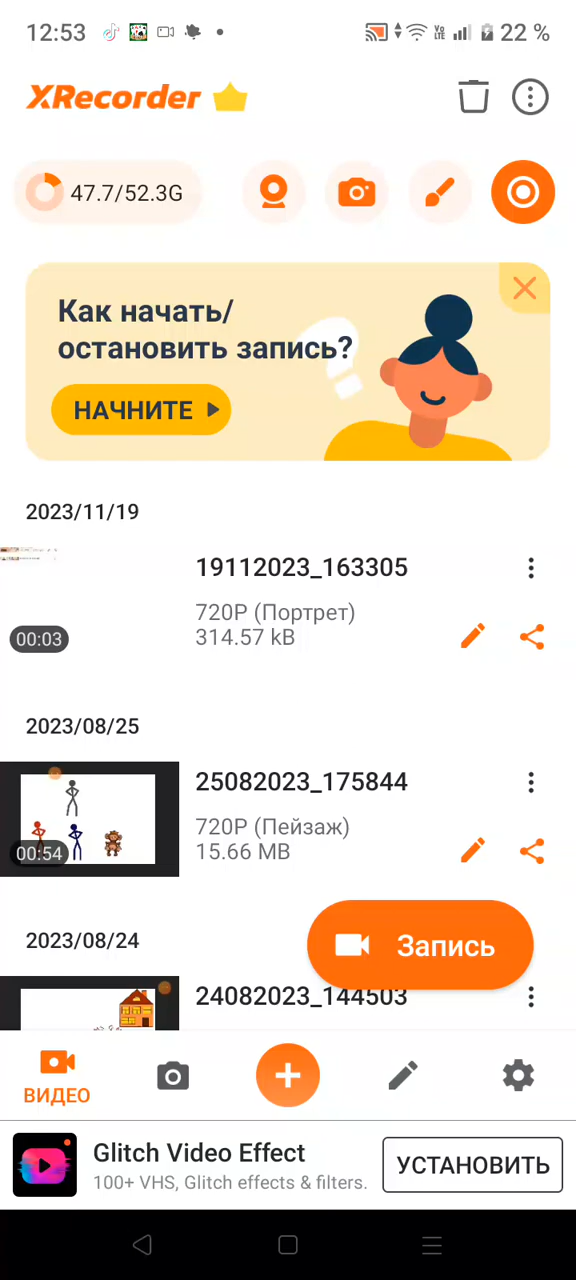 12:53
VO
LTE
22 %
XRecorder
47.7/52.3G
Как начать/
остановить запись?
НАЧНИТЕ
2023/11/19
19112023_163305
720P (Портрет)
314.57 kB
00:03
2023/08/25
25082023_175844
720P (Пейзаж)
15.66 MB
00:54
2023/08/24
Запись
24082023_144503
ВИДЕО
Glitch Video Effect
100+ VHS, Glitch effects & filters.
УСТАНОВИТЬ